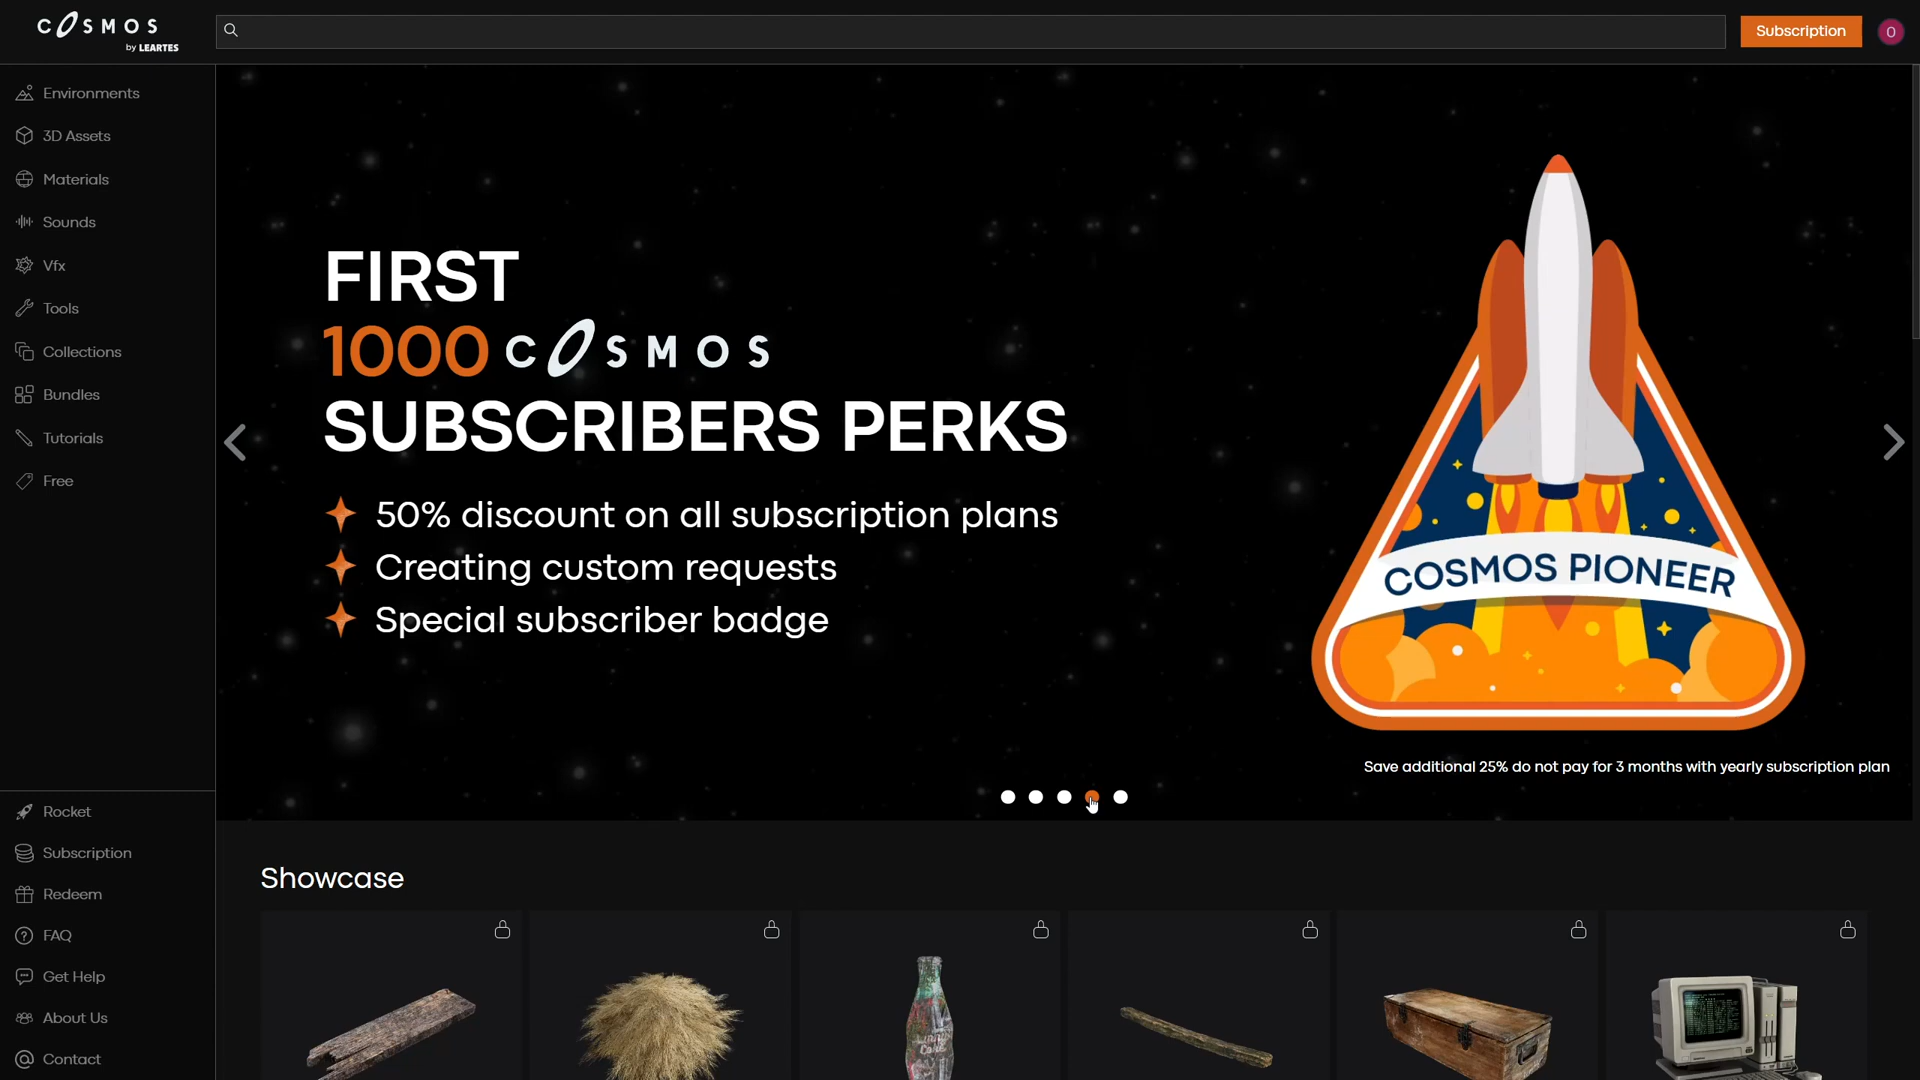 COSMOS
by LEARTES
Subscription
0
Environments
3D Assets
Materials
Sounds
Vfx
Tools
Collections
Bundles
Tutorials
Free
FIRST
1000 COSMOS
SUBSCRIBERS PERKS
50% discount on all subscription plans
Creating custom requests
Special subscriber badge
COSMOS PIONEER
Save additional 25% do not pay for 3 months with yearly subscription plan
Rocket
Subscription
Redeem
FAQ
Get Help
About Us
Contact
Showcase